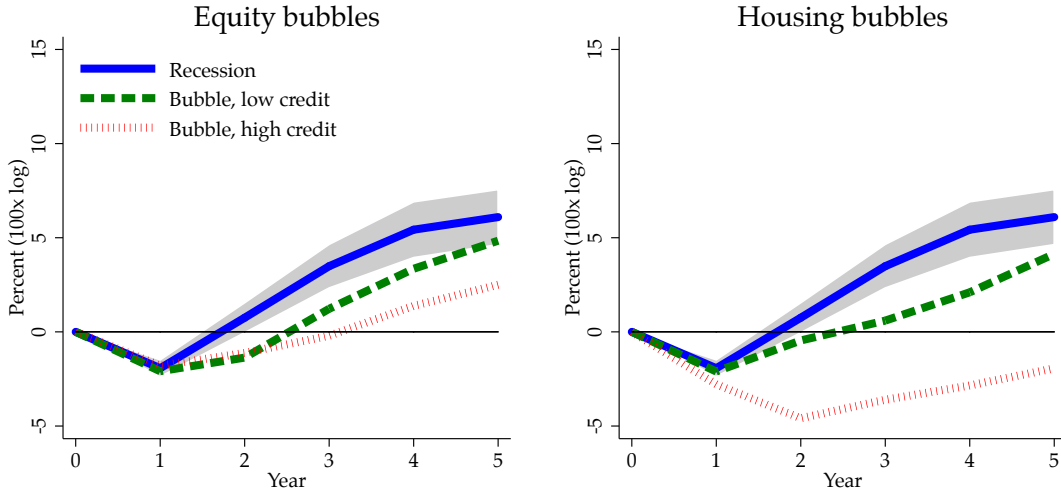 Equity bubbles
Percent (100x log)
15
10
5
0
-5
Recession
Bubble, low credit
Bubble, high credit
0 1 2 3 4 5
Year
Housing bubbles
Percent (100x log)
15
10
5
0
-5
0 1 2 3 4 5
Year